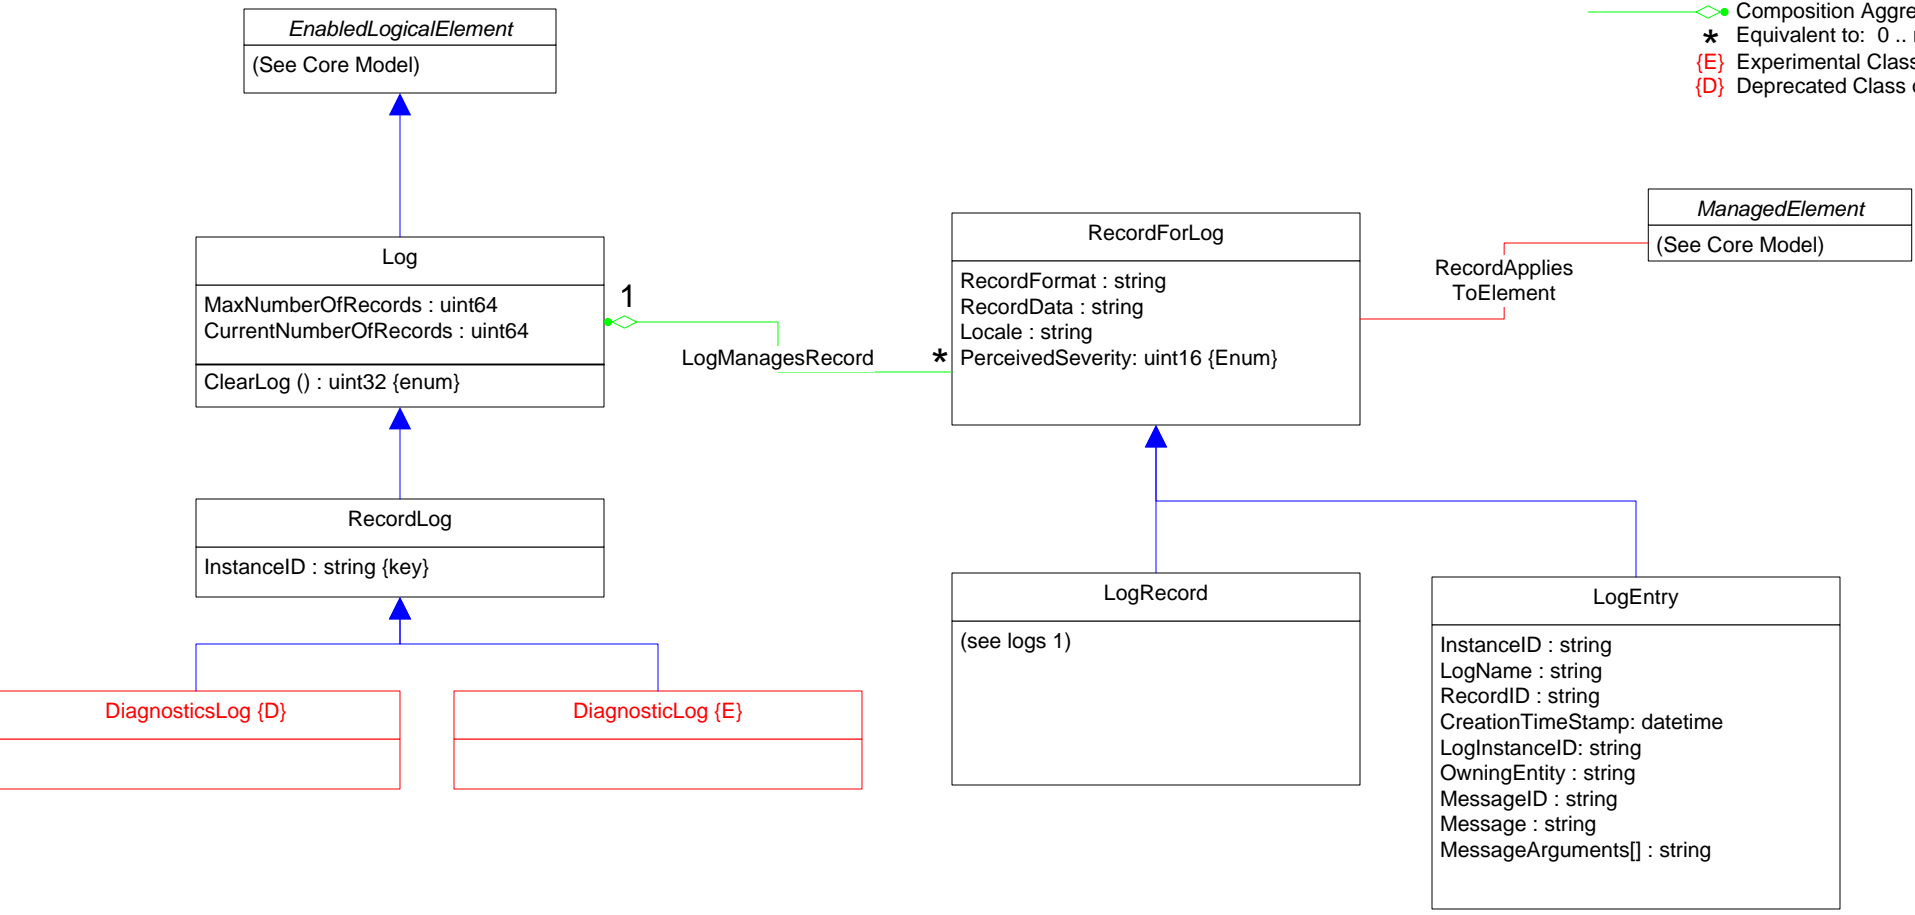 EnabledLogicalElement
(See Core Model)
Composition
* Equivalent to: 0 ..
{E} Experimental
{D} Deprecated Class
ManagedElement
(See Core Model)
RecordApplies
ToElement
Log
MaxNumberOfRecords : uint64
CurrentNumberOfRecords : uint64
ClearLog () : uint32 {enum}
1
LogManagesRecord
*
RecordForLog
RecordFormat : string
RecordData : string
Locale : string
PerceivedSeverity: uint16 {Enum}
RecordLog
InstanceID : string {key}
DiagnosticsLog {D}
DiagnosticLog {E}
LogRecord
(see logs 1)
LogEntry
InstanceID : string
LogName : string
RecordID : string
CreationTimeStamp: datetime
LogInstanceID: string
OwningEntity : string
MessageID : string
Message : string
MessageArguments[] : string